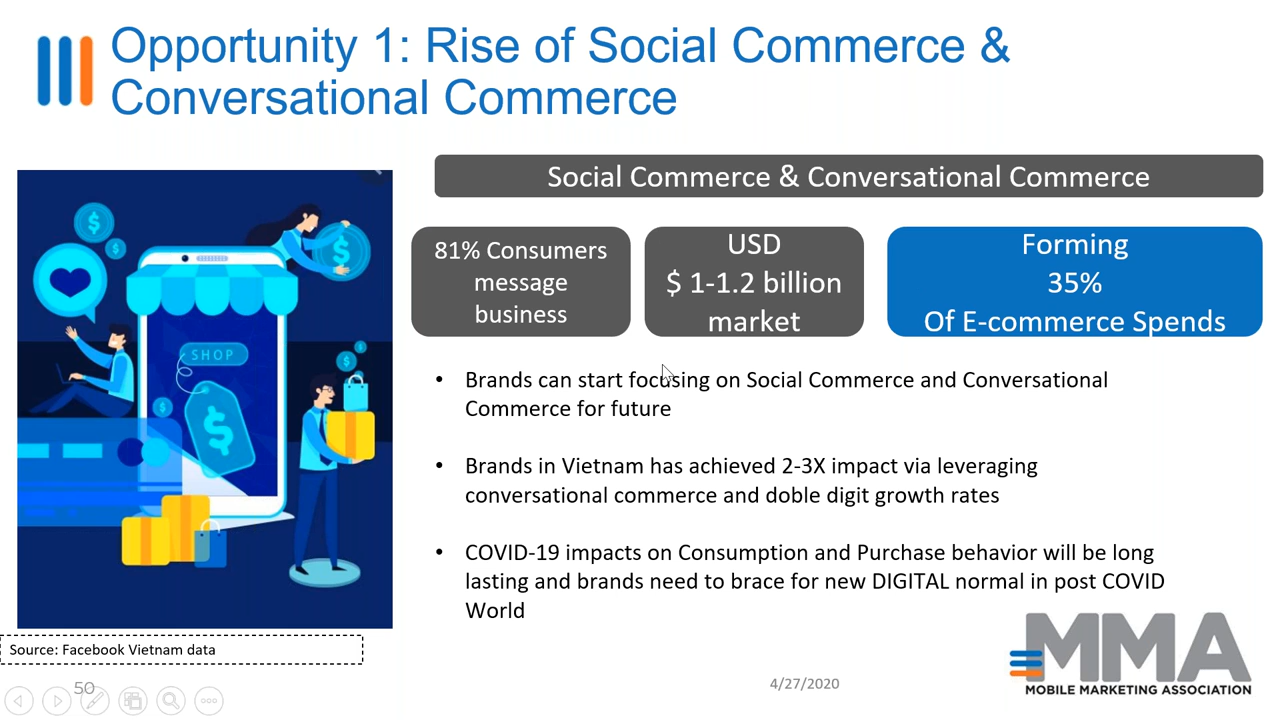 Opportunity 1: Rise of Social Commerce &
Conversational Commerce
Social Commerce & Conversational Commerce
81% Consumers
message
business
USD
$ 1-1.2 billion
market
Forming
35%
Of E-commerce Spends
SHOP
• Brands can start focusing on Social Commerce and Conversational
Commerce for future
• Brands in Vietnam has achieved 2-3X impact via leveraging
conversational commerce and doble digit growth rates
• COVID-19 impacts on Consumption and Purchase behavior will be long
lasting and brands need to brace for new DIGITAL normal in post COVID
World
Source: Facebook Vietnam data
50
4/27/2020
MMA
MOBILE MARKETING ASSOCIATION